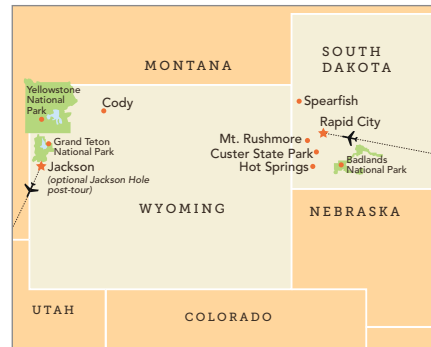 SOUTH
DAKOTA
MONTANA
Yellowstone
National
Park
Cody
Spearfish
Rapid City
Mt. Rushmore
Custer State Park
Hot Springs
Badlands
National Park
Grand Teton
National Park
Jackson
(optional Jackson Hole
post-tour)
WYOMING
NEBRASKA
UTAH
COLORADO